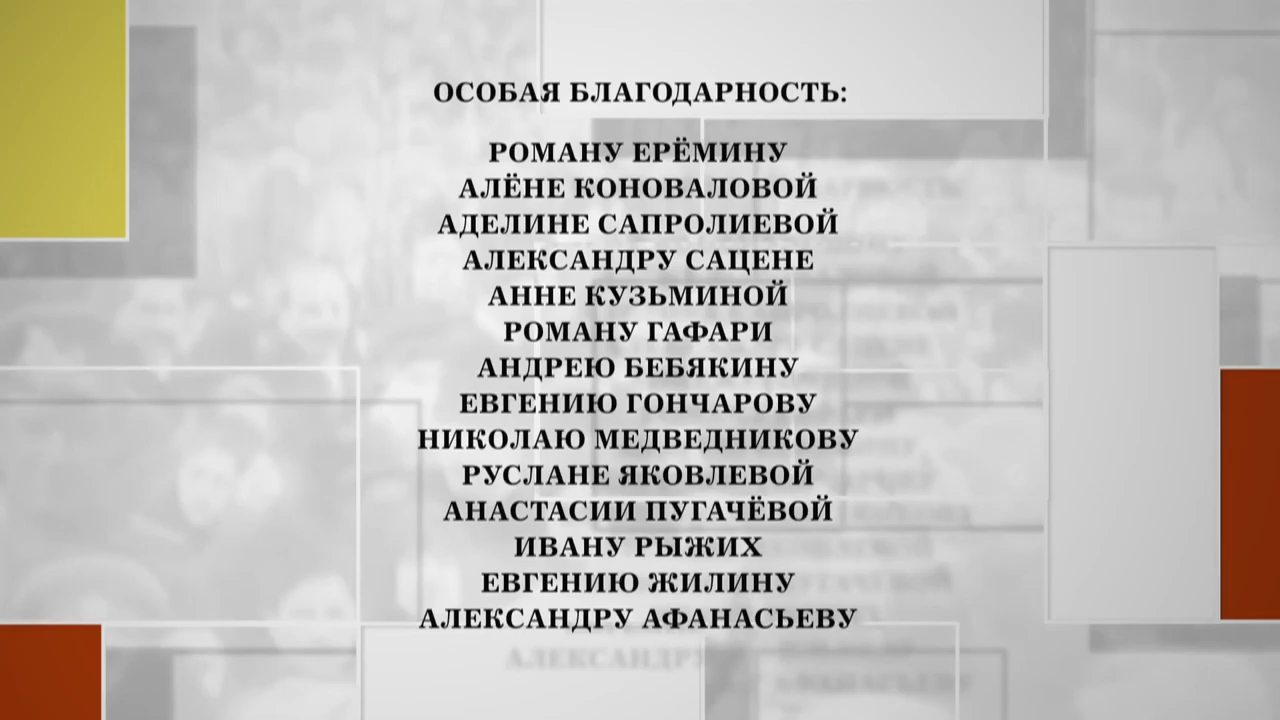 ОСОБАЯ БЛАГОДАРНОСТЬ:
РОМАНУ ЕРЁМИНУ
АЛЁНЕ КОНОВАЛОВОЙ
АДЕЛИНЕ САПРОЛИЕВОЙ
АЛЕКСАНДРУ САЦЕНЕ
АННЕ КУЗЬМИНОЙ
РОМАНУ ГАФАРИ
АНДРЕЮ БЕБЯКИНУ
ЕВГЕНИЮ ГОНЧАРОВУ
НИКОЛАЮ МЕДВЕДНИКОВУ
РУСЛАНЕ ЯКОВЛЕВОЙ
АНАСТАСИИ ПУГАЧЁВОЙ
ИВАНУ РЫЖИХ
ЕВГЕНИЮ ЖИЛИНУ
АЛЕКСАНДРУ АФАНАСЬЕВУ